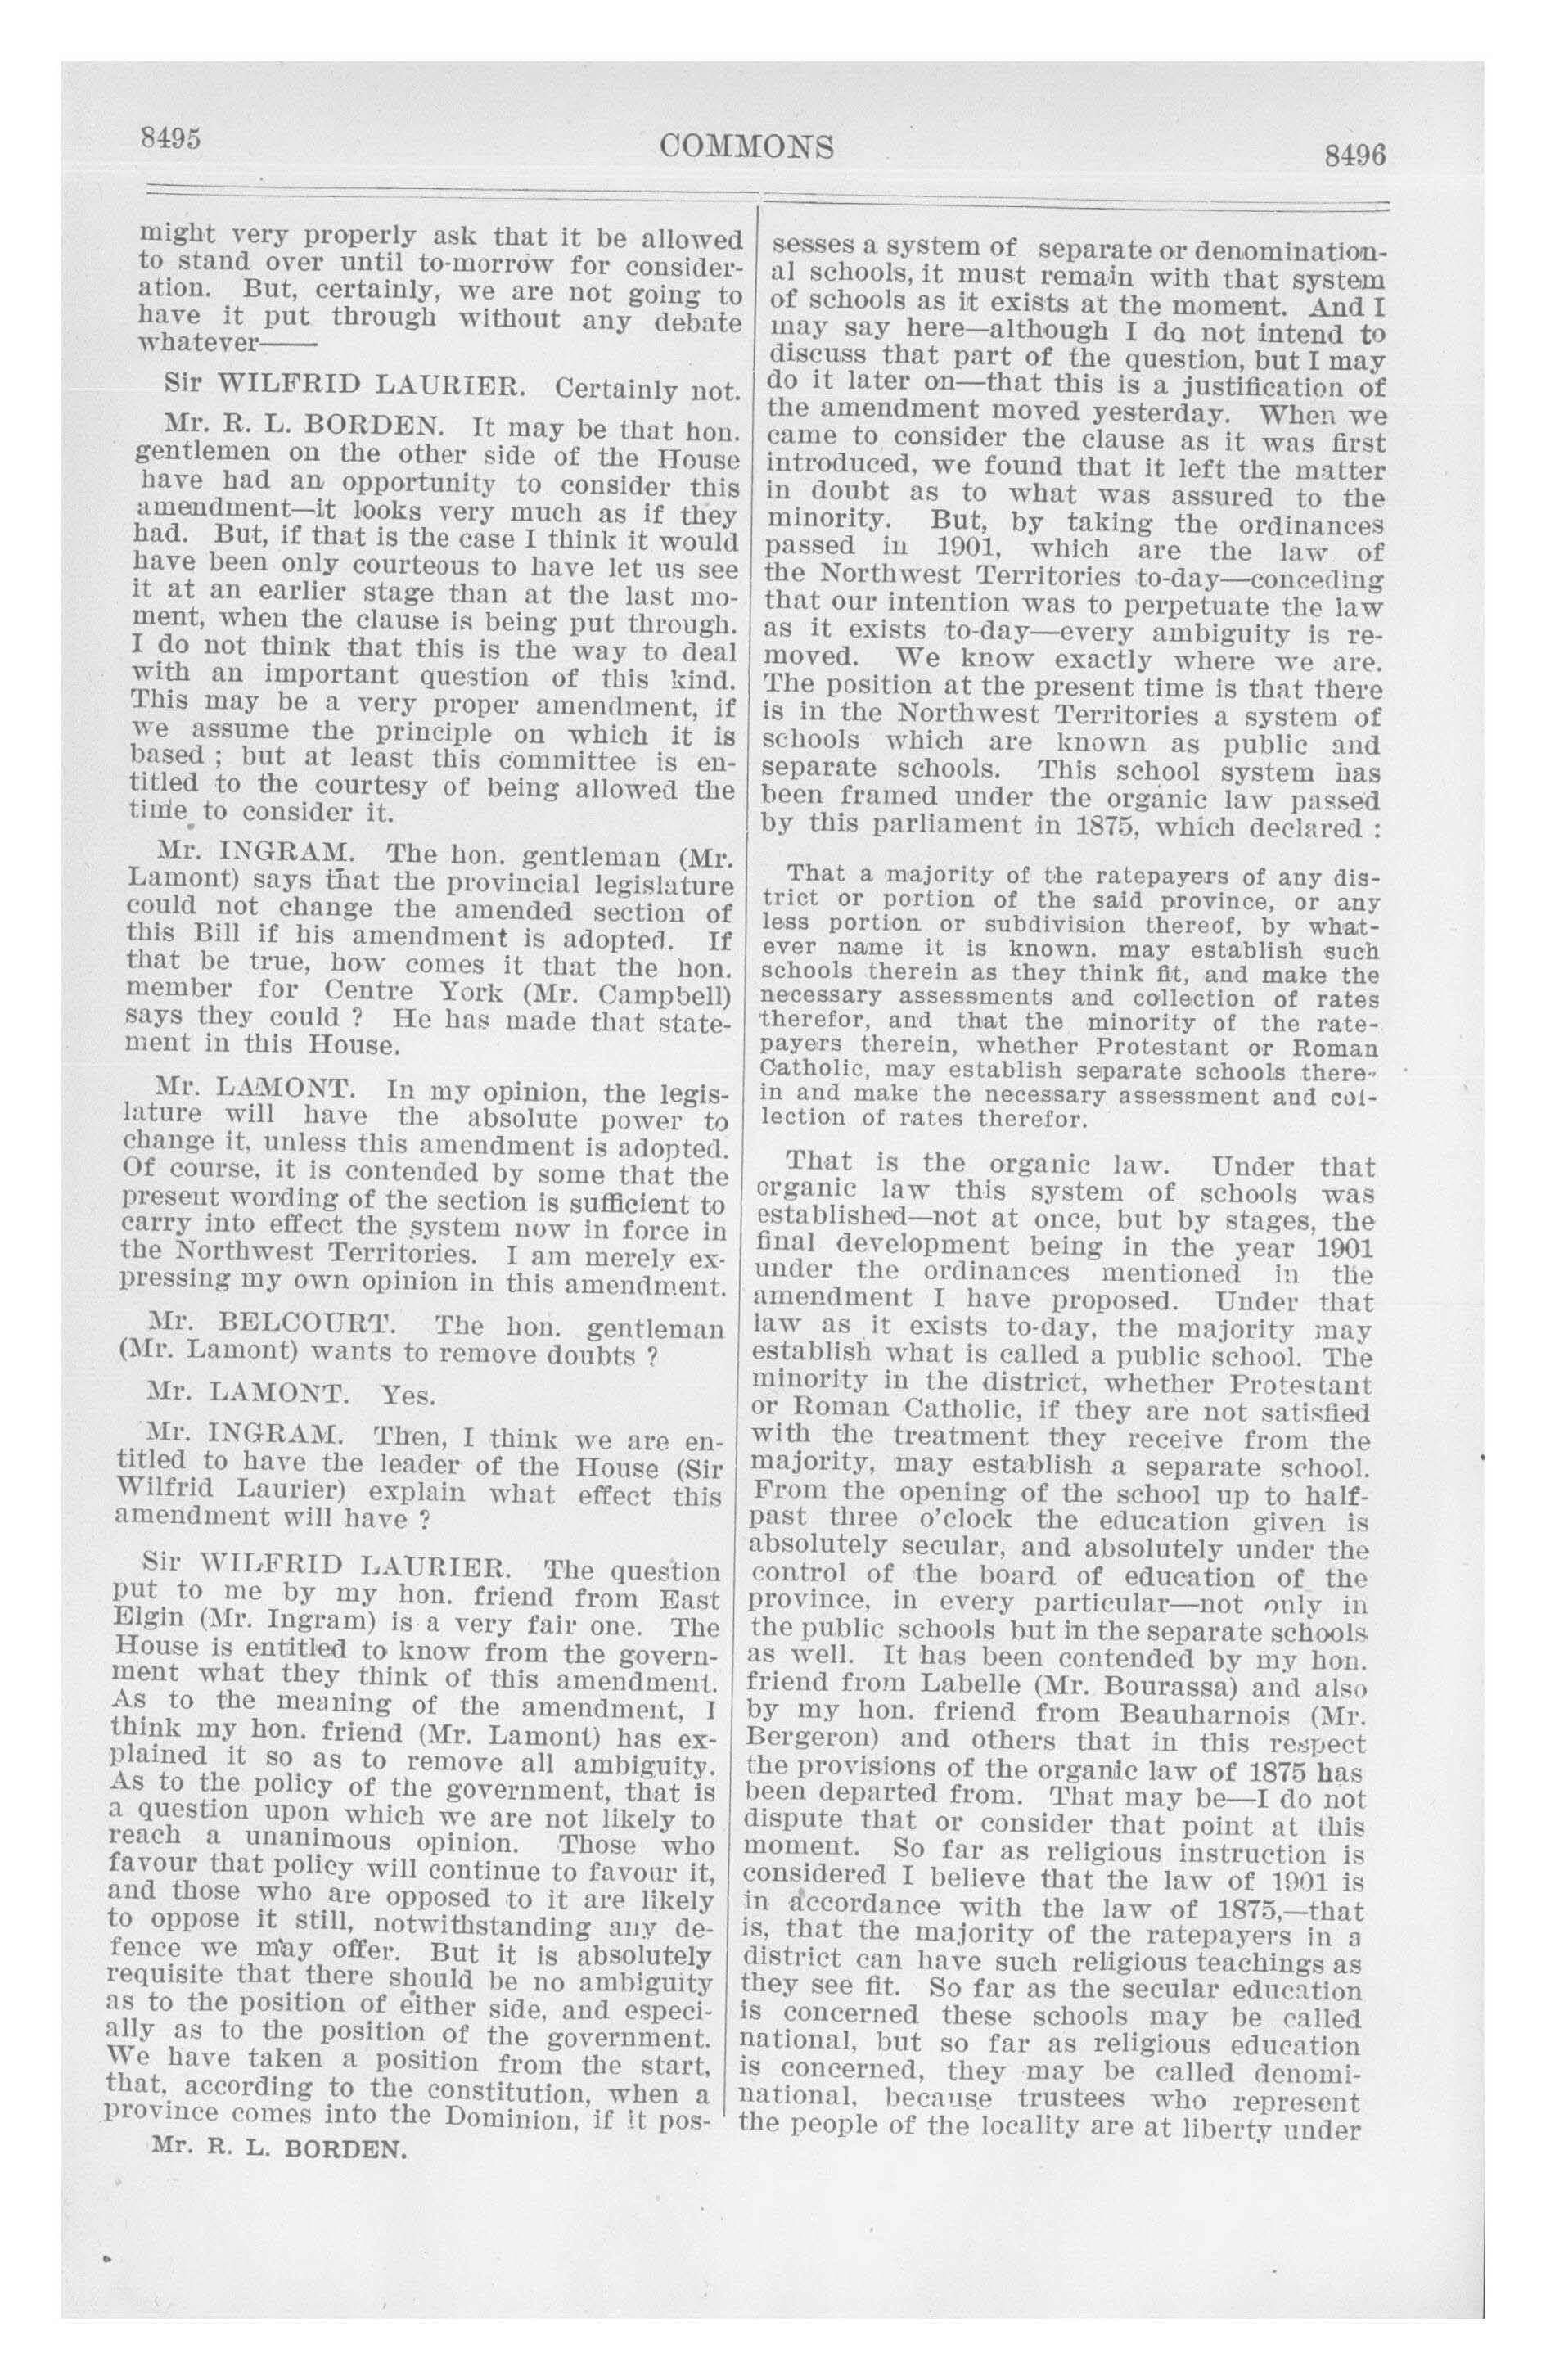 8495
COMMONS
8496
might very properly ask that it be allowed
to stand over until to-morrow for consider-
ation. But, certainly, we are not going to
have it put through without any debate
whatever——
Sir WILFRID LAURIER. Certainly not.
Mr. R. L. BORDEN. It may be that hon.
gentlemen on the other side of the House
have had an opportunity to consider this
amendment—it looks very much as if they
had. But, if that is the case I think it would
have been only courteous to have let us see
it at an earlier stage than at the last mo-
ment, when the clause is being put through.
I do not think that this is the way to deal
with an important question of this kind.
This may be a very proper amendment, if
we assume the principle on which it is
based ; but at least this committee is en-
titled to the courtesy of being allowed the
time to consider it.
Mr. INGRAM. The hon. gentleman (Mr.
Lamont) says that the provincial legislature
could not change the amended section of
this Bill if his amendment is adopted. If
that be true, how comes it that the hon.
member for Centre York (Mr. Campbell)
says they could ? He has made that state-
ment in this House.
Mr. LAMONT. In my opinion, the legis-
lature will have the absolute power to
change it, unless this amendment is adopted.
Of course, it is contended by some that the
present wording of the section is sufficient to
carry into effect the system now in force in
the Northwest Territories. I am merely ex-
pressing my own opinion in this amendment.
Mr. BELCOURT. The hon. gentleman
(Mr. Lamont) wants to remove doubts ?
Mr. LAMONT. Yes.
Mr. INGRAM. Then, I think we are en-
titled to have the leader of the House (Sir
Wilfrid Laurier) explain what effect this
amendment will have ?
Sir WILFRID LAURIER. The question
put to me by my hon. friend from East
Elgin (Mr. Ingram) is a very fair one. The
House is entitled to know from the govern-
ment what they think of this amendment.
As to the meaning of the amendment, I
think my hon. friend (Mr. Lamont) has ex-
plained it so as to remove all ambiguity.
As to the policy of the government, that is
a question upon which we are not likely to
reach a unanimous opinion. Those who
favour that policy will continue to favour it,
and those who are opposed to it are likely
to oppose it still, notwithstanding any de-
fence we may offer. But it is absolutely
requisite that there should be no ambiguity
as to the position of either side, and especi-
ally as to the position of the government.
We have taken a position from the start,
that, according to the constitution, when a
province comes into the Dominion, if it pos-
Mr. R. L. BORDEN.
sesses a system of separate or denomination-
al schools, it must remain with that system
of schools as it exists at the moment. And I
may say here—although I do not intend to
discuss that part of the question, but I may
do it later on—that this is a justification of
the amendment moved yesterday. When we
came to consider the clause as it was first
introduced, we found that it left the matter
in doubt as to what was assured to the
minority. But, by taking the ordinances
passed in 1901, which are the law of
the Northwest Territories to-day—conceding
that our intention was to perpetuate the law
as it exists to-day—every ambiguity is re-
moved. We know exactly where we are.
The position at the present time is that there
is in the Northwest Territories a system of
schools which are known as public and
separate schools. This school system has
been framed under the organic law passed
by this parliament in 1875, which declared :
That a majority of the ratepayers of any dis-
trict or portion of the said province, or any
less portion or subdivision thereof, by what-
ever name it is known. may establish such
schools therein as they think fit, and make the
necessary assessments and collection of rates
therefor, and that the minority of the rate-
payers therein, whether Protestant or Roman
Catholic, may establish separate schools there-
in and make the necessary assessment and col-
lection of rates therefor.
That is the organic law. Under that
organic law this system of schools was
established—not at once, but by stages, the
final development being in the year 1901
under the ordinances mentioned in the
amendment I have proposed. Under that
law as it exists to-day, the majority may
establish what is called a public school. The
minority in the district, whether Protestant
or Roman Catholic, if they are not satisfied
with the treatment they receive from the
majority, may establish a separate school.
From the opening of the school up to half-
past three o'clock the education given is
absolutely secular, and absolutely under the
control of the board of education of the
province, in every particular—not only in
the public schools but in the separate schools
as well. It has been contended by my hon.
friend from Labelle (Mr. Bourassa) and also
by my hon. friend from Beauharnois (Mr.
Bergeron) and others that in this respect
the provisions of the organic law of 1875 has
been departed from. That may be—I do not
dispute that or consider that point at this
moment. So far as religious instruction is
considered I believe that the law of 1901 is
in accordance with the law of 1875,—that
is, that the majority of the ratepayers in a
district can have such religious teachings as
they see fit. So far as the secular education
is concerned these schools may be called
national, but so far as religious education
is concerned, they may be called denomi-
national, because trustees who represent
the people of the locality are at liberty under